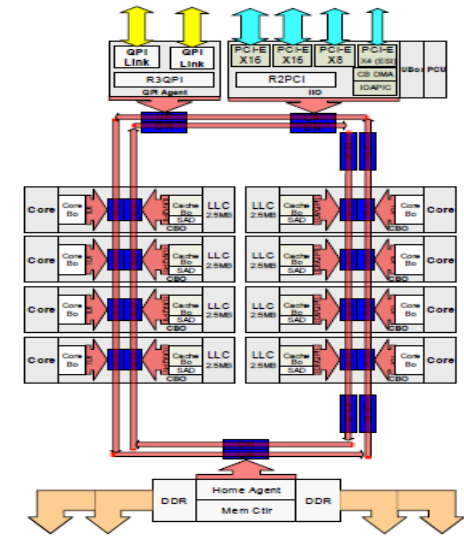 QPI Link
QPI Link
R3QPI
QPI Agent
PCI-E X16
PCI-E X16
PCI-E X8
PCI-E X4 (ESI)
R2PCI
CB DMA
IOAPIC
IIO
UBox
PCU
Core
Core Bo
Cache Bo
SAD
CBO
LLC 2.5MB
LLC 2.5MB
Cache Bo
SAD
CBO
Core Bo
Core
Core
Core Bo
Cache Bo
SAD
CBO
LLC 2.5MB
LLC 2.5MB
Cache Bo
SAD
CBO
Core Bo
Core
Core
Core Bo
Cache Bo
SAD
CBO
LLC 2.5MB
LLC 2.5MB
Cache Bo
SAD
CBO
Core Bo
Core
Core
Core Bo
Cache Bo
SAD
CBO
LLC 2.5MB
LLC 2.5MB
Cache Bo
SAD
CBO
Core Bo
Core
DDR
Home Agent
Mem Ctlr
DDR